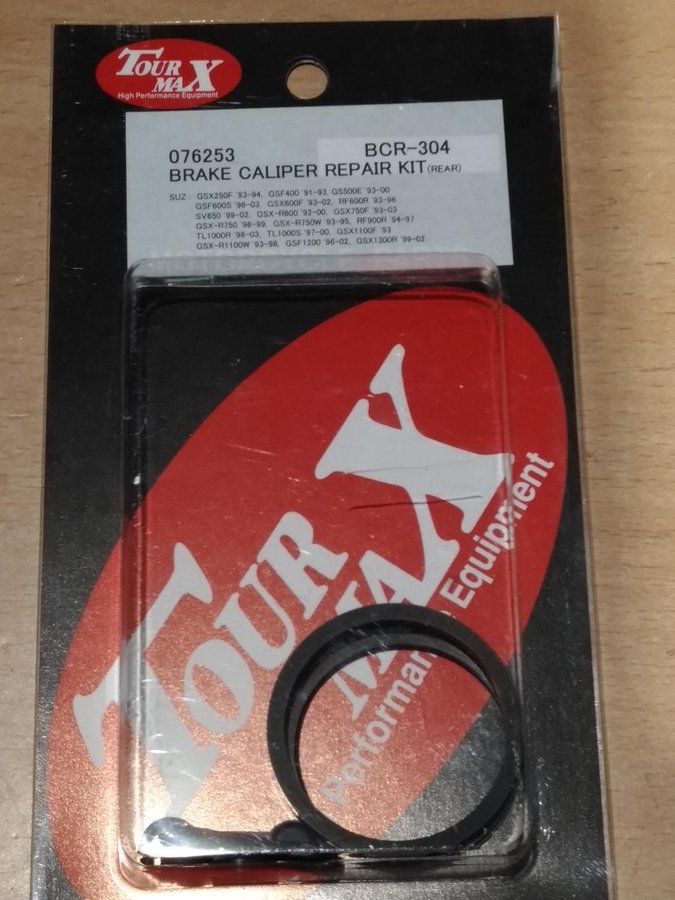 TOUR
MAX
High Performance Equipment
076253 BCR-304
BRAKE CALIPER REPAIR KIT(REAR)
SUZ : GSX250F '93-94, GSF400 '91-93, GS500E '93-00
GSF600S '96-03, GSX600F '93-02, RF600R '93-96
SV650 '99-02, GSX-R600 '92-00, GSX750F '93-03
GSX-R750 '96-99, GSX-R750W '93-95, RF900R '94-97
TL1000R '98-03, TL1000S '97-00, GSX1100F '93
GSX-R1100W '93-98, GSF1200 '96-02, GSX1300R '99-02
TOUR
MAX
Performance Equipment